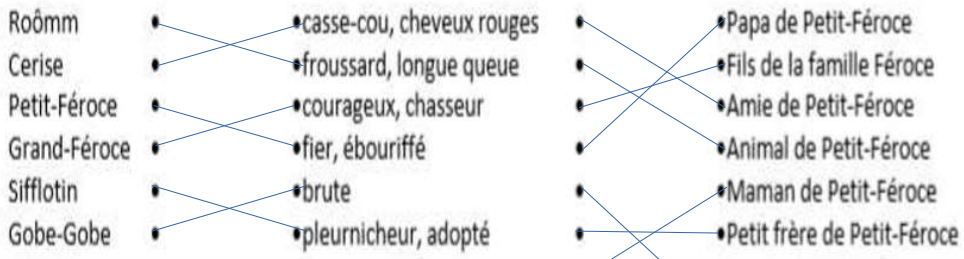 Roômm casse-cou, cheveux rouges Papa de Petit-Féroce
Cerise froussard, longue queue Fils de la famille Féroce
Petit-Féroce courageux, chasseur Amie de Petit-Féroce
Grand-Féroce fier, ébouriffé Animal de Petit-Féroce
Sifflotin brute Maman de Petit-Féroce
Gobe-Gobe pleurnicheur, adopté Petit frère de Petit-Féroce